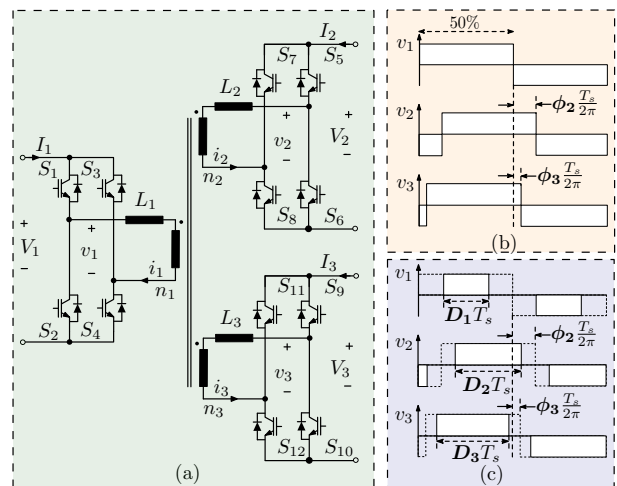 I₂
S₇ S₅
L₂
+
+
v₂
V₂
−
−
i₂
n₂
S₈ S₆
I₁
S₁ S₃
L₁
+
+
V₁
v₁
−
−
i₁
n₁
S₂ S₄
I₃
S₁₁ S₉
L₃
+
+
v₃
V₃
−
−
i₃
n₃
S₁₂ S₁₀
(a)
50%
v₁
ϕ₂ Tₛ/2π
v₂
ϕ₃ Tₛ/2π
v₃
(b)
v₁
D₁Tₛ
ϕ₂ Tₛ/2π
v₂
D₂Tₛ
ϕ₃ Tₛ/2π
v₃
D₃Tₛ
(c)